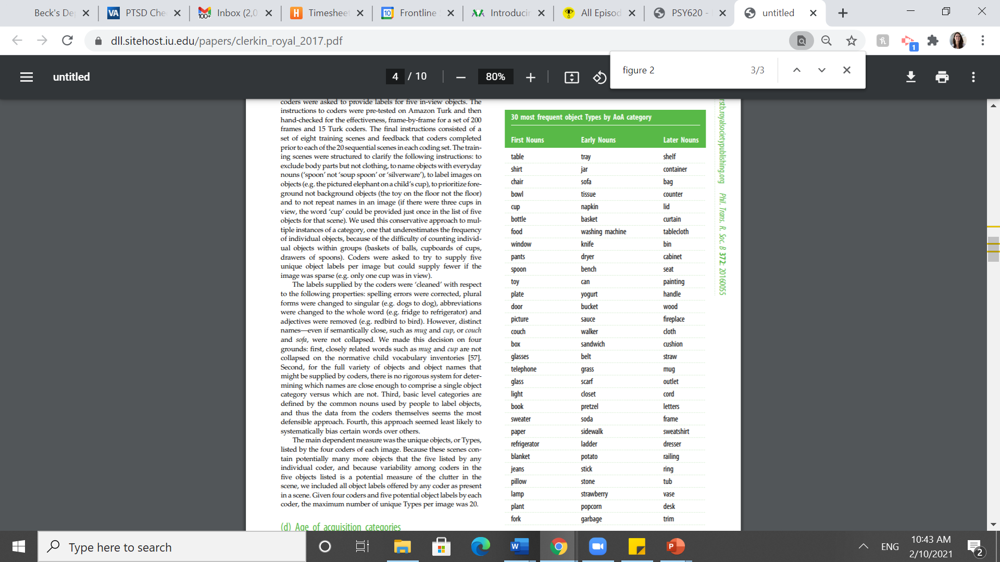 Beck's De
VA PTSD Che
100+ Inbox (2,0
H Timeshee
10 Frontline
Introducin
All Episod
PSY620 -
untitled
dll.sitehost.iu.edu/papers/clerkin_royal_2017.pdf
1
untitled
4 / 10
80%
figure 2
3/3
coders were asked to provide labels for five in-view objects. The
instructions to coders were pre-tested on Amazon Turk and then
hand-checked for the effectiveness, frame-by-frame for a set of 200
frames and 15 Turk coders. The final instructions consisted of a
set of eight training scenes and feedback that coders completed
prior to each of the 20 sequential scenes in each coding set. The train-
ing scenes were structured to clarify the following instructions: to
exclude body parts but not clothing, to name objects with everyday
nouns ('spoon' not 'soup spoon' or 'silverware'), to label images on
objects (e.g. the pictured elephant on a child's cup), to prioritize fore-
ground not background objects (the toy on the floor not the floor)
and to not repeat names in an image (if there were three cups in
view, the word 'cup' could be provided just once in the list of five
objects for that scene). We used this conservative approach to mul-
tiple instances of a category, one that underestimates the frequency
of individual objects, because of the difficulty of counting individ-
ual objects within groups (baskets of balls, cupboards of cups,
drawers of spoons). Coders were asked to try to supply five
unique object labels per image but could supply fewer if the
image was sparse (e.g. only one cup was in view).
The labels supplied by the coders were 'cleaned' with respect
to the following properties: spelling errors were corrected, plural
forms were changed to singular (e.g. dogs to dog), abbreviations
were changed to the whole word (e.g. fridge to refrigerator) and
adjectives were removed (e.g. redbird to bird). However, distinct
names—even if semantically close, such as mug and cup, or couch
and sofa, were not collapsed. We made this decision on four
grounds: first, closely related words such as mug and cup are not
collapsed on the normative child vocabulary inventories [57].
Second, for the full variety of objects and object names that
might be supplied by coders, there is no rigorous system for deter-
mining which names are close enough to comprise a single object
category versus which are not. Third, basic level categories are
defined by the common nouns used by people to label objects,
and thus the data from the coders themselves seems the most
defensible approach. Fourth, this approach seemed least likely to
systematically bias certain words over others.
The main dependent measure was the unique objects, or Types,
listed by the four coders of each image. Because these scenes con-
tain potentially many more objects that the five listed by any
individual coder, and because variability among coders in the
five objects listed is a potential measure of the clutter in the
scene, we included all object labels offered by any coder as present
in a scene. Given four coders and five potential object labels by each
coder, the maximum number of unique Types per image was 20.
(d) Age of acquisition categories
30 most frequent object Types by AoA category
First Nouns Early Nouns Later Nouns
table tray shelf
shirt jar container
chair sofa bag
bowl tissue counter
cup napkin lid
bottle basket curtain
food washing machine tablecloth
window knife bin
pants dryer cabinet
spoon bench seat
toy can painting
plate yogurt handle
door bucket wood
picture sauce fireplace
couch walker cloth
box sandwich cushion
glasses belt straw
telephone grass mug
glass scarf outlet
light closet cord
book pretzel letters
sweater soda frame
paper sidewalk sweatshirt
refrigerator ladder dresser
blanket potato railing
jeans stick ring
pillow stone tub
lamp strawberry vase
plant popcorn desk
fork garbage trim
rstb.royalsocietypublishing.org Phil. Trans. R. Soc. B 372: 20160055
Type here to search
ENG
10:43 AM
2/10/2021
2